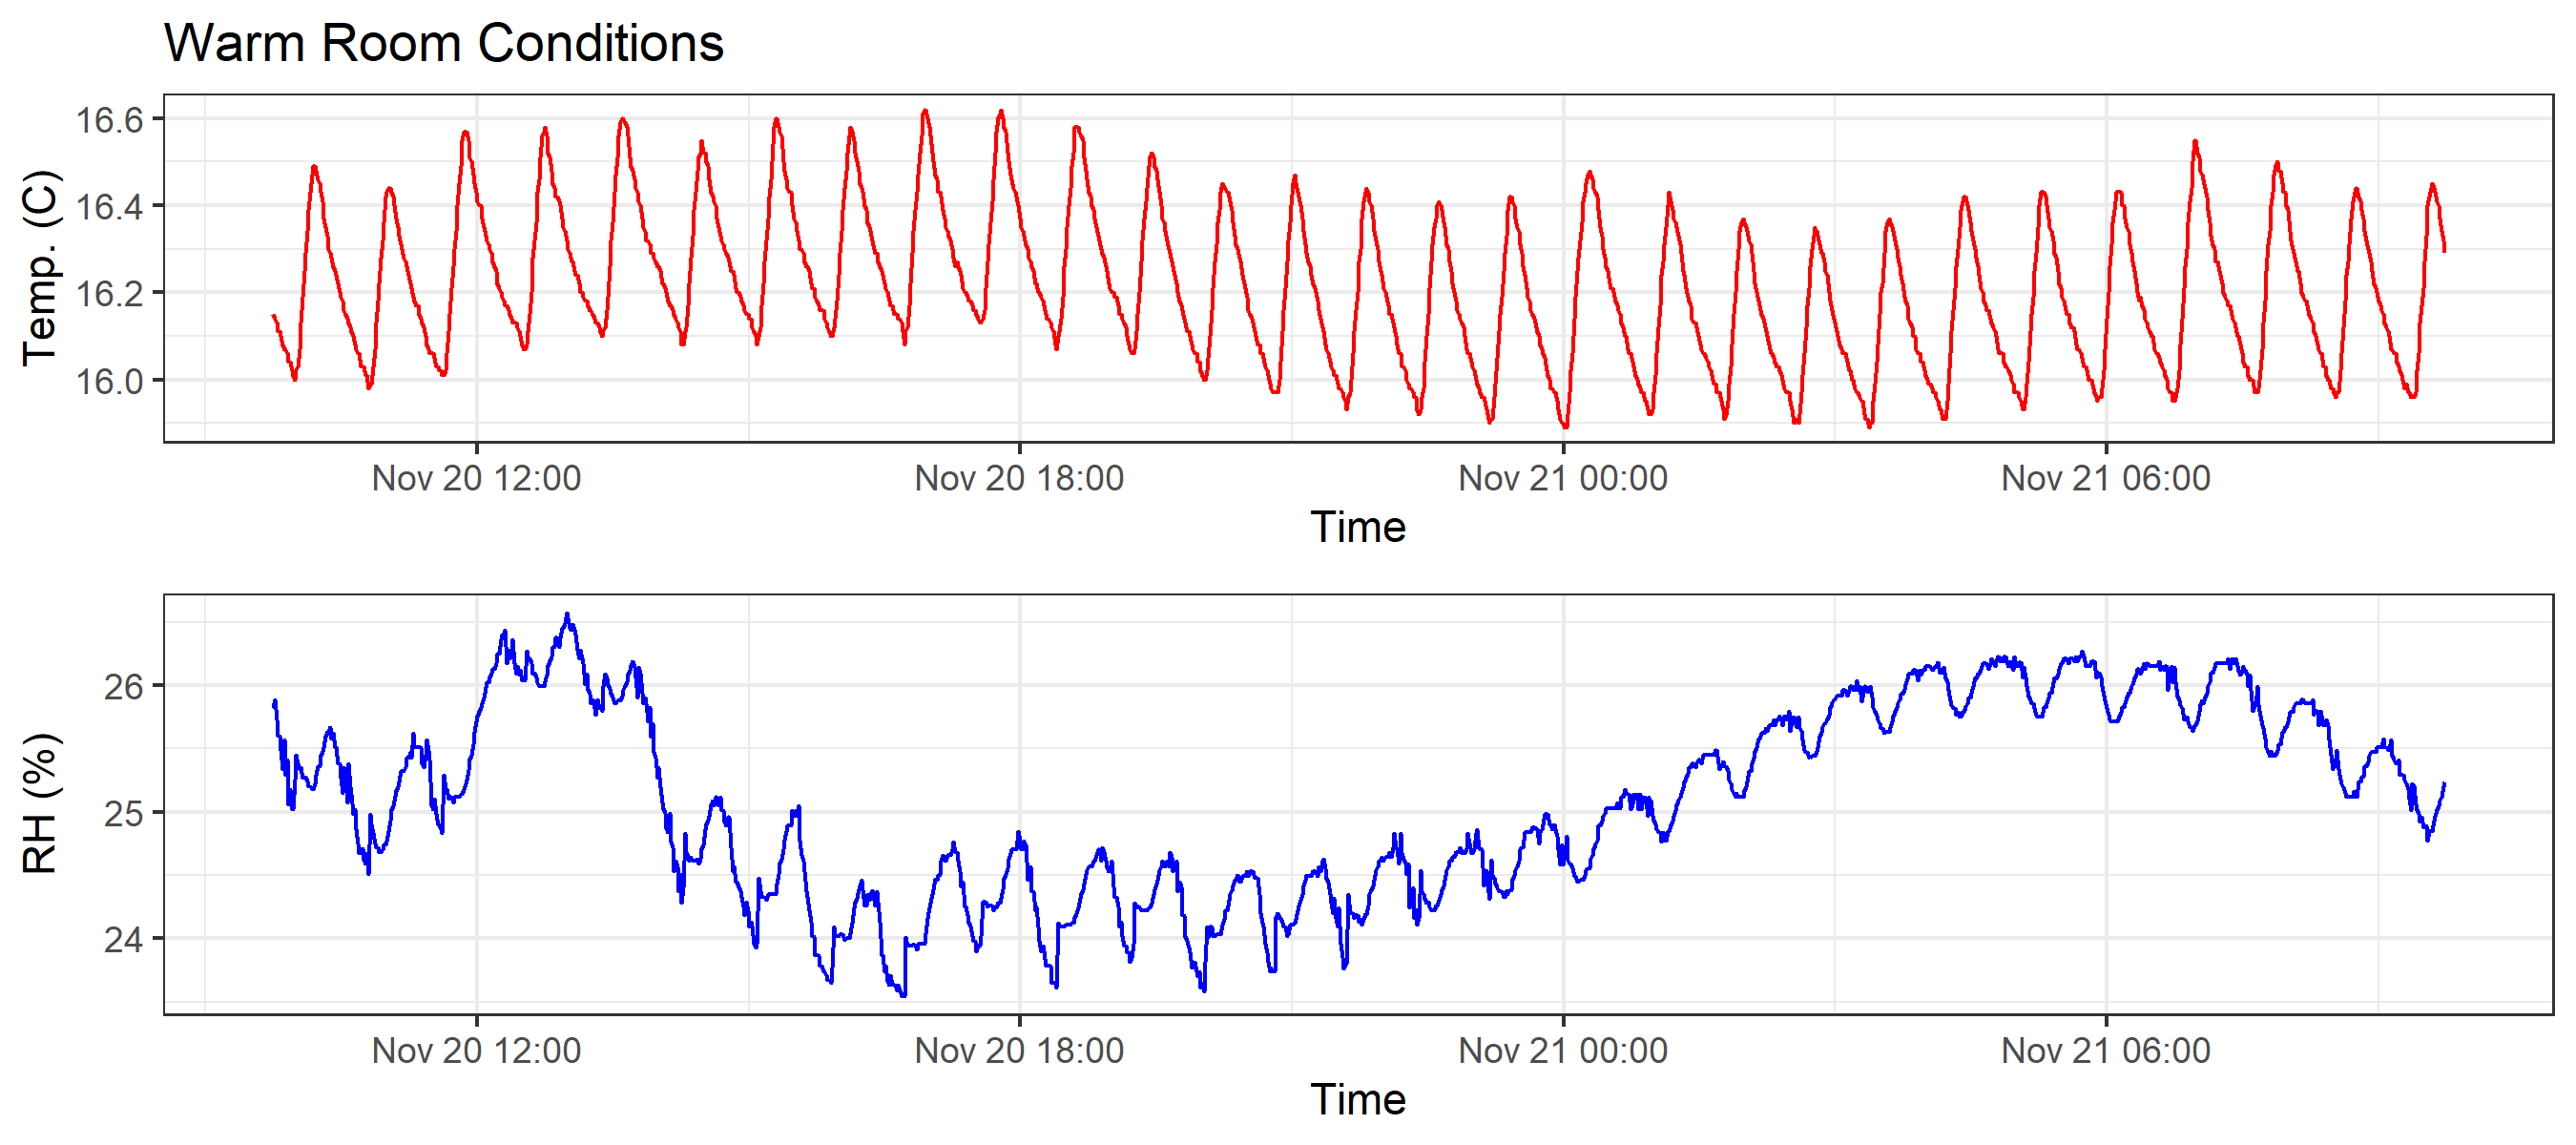 Warm Room Conditions
Temp. (C)
16.6
16.4
16.2
16.0
Nov 20 12:00 Nov 20 18:00 Nov 21 00:00 Nov 21 06:00
Time
RH (%)
26
25
24
Nov 20 12:00 Nov 20 18:00 Nov 21 00:00 Nov 21 06:00
Time